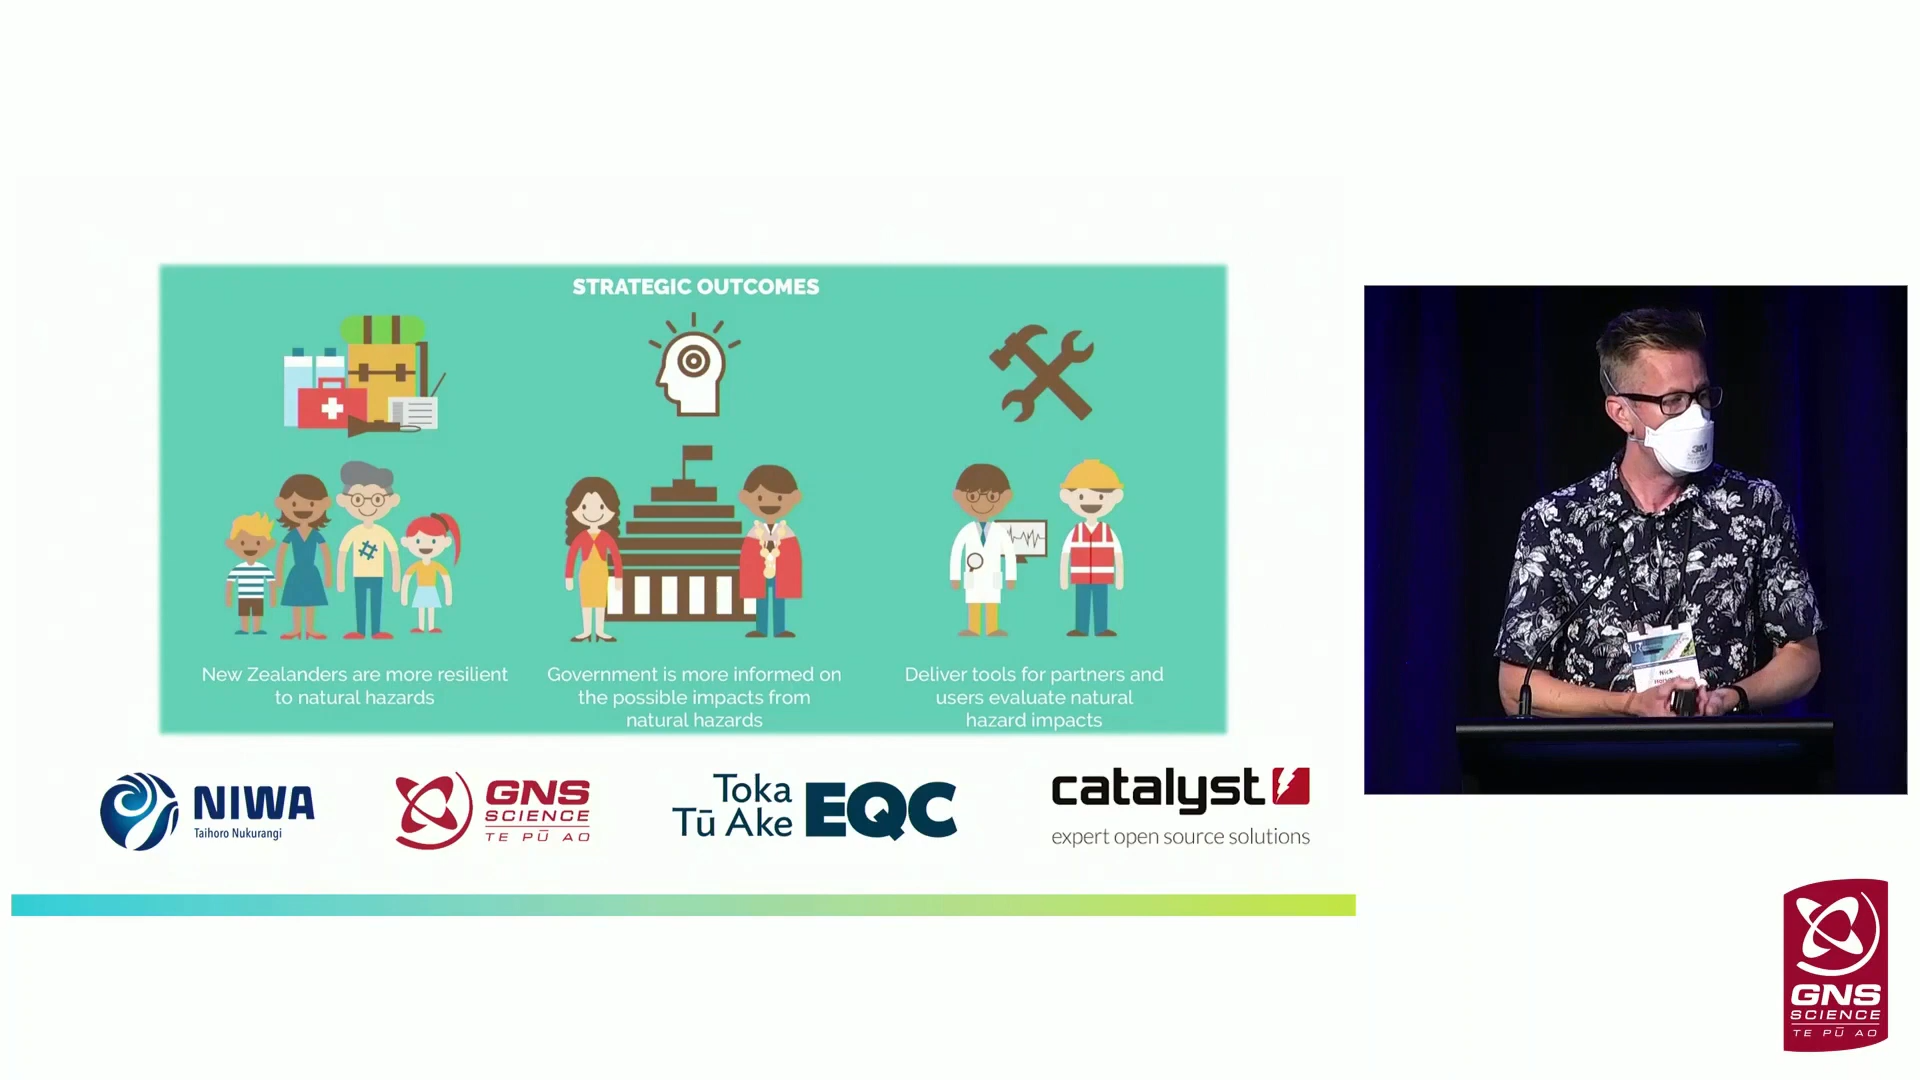 STRATEGIC OUTCOMES
New Zealanders are more resilient
to natural hazards
Government is more informed on
the possible impacts from
natural hazards
Deliver tools for partners and
users evaluate natural
hazard impacts
NIWA
Taihoro Nukurangi
GNS
SCIENCE
TE PŪ AO
Toka
Tū Ake
EQC
catalyst
expert open source solutions
3M
Nick
GNS
SCIENCE
TE PŪ AO